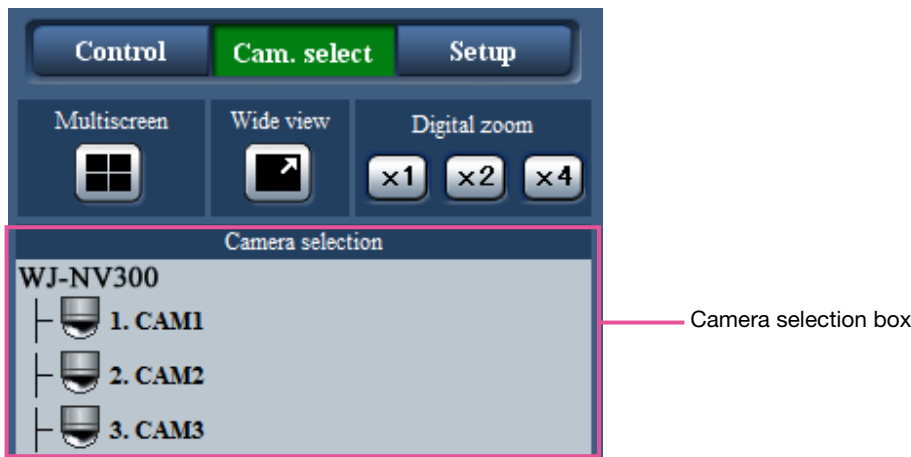 Control Cam. select Setup
Multiscreen Wide view Digital zoom
×1 ×2 ×4
Camera selection
WJ-NV300
1. CAM1
Camera selection box
2. CAM2
3. CAM3